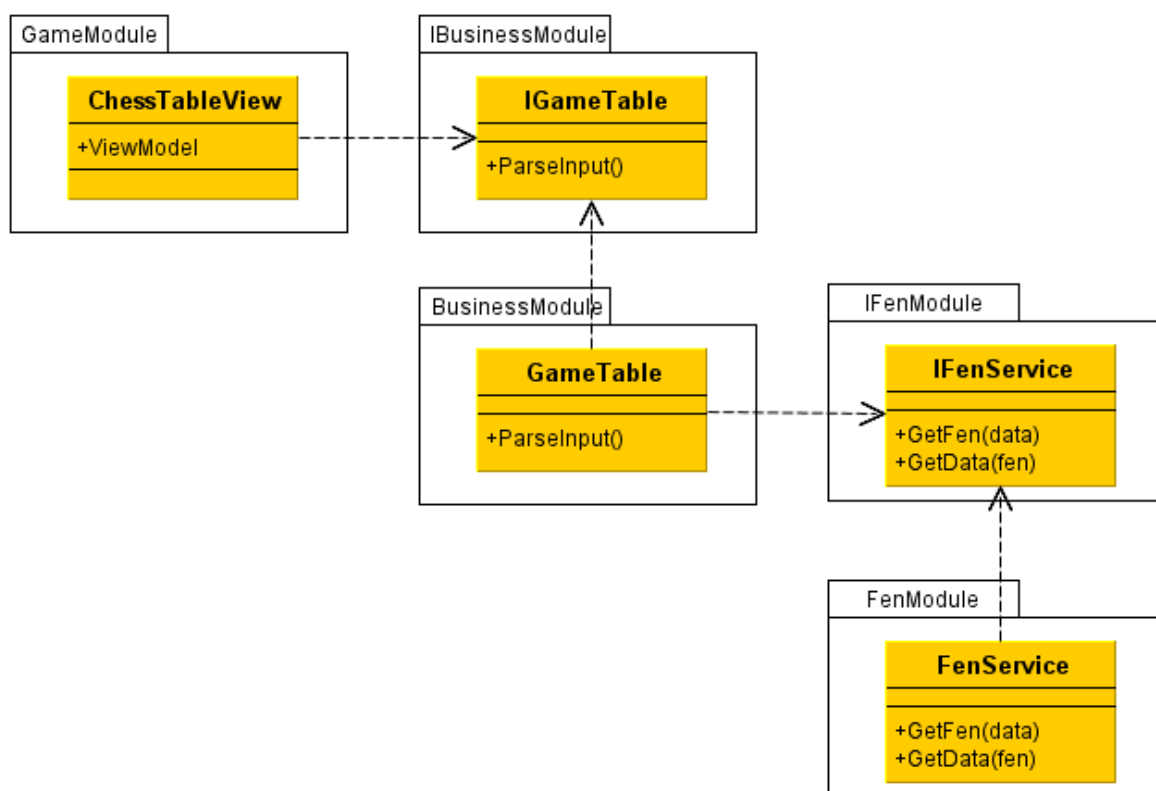 GameModule
ChessTableView
+ViewModel
IBusinessModule
IGameTable
+ParseInput()
BusinessModule
GameTable
+ParseInput()
IFenModule
IFenService
+GetFen(data)
+GetData(fen)
FenModule
FenService
+GetFen(data)
+GetData(fen)